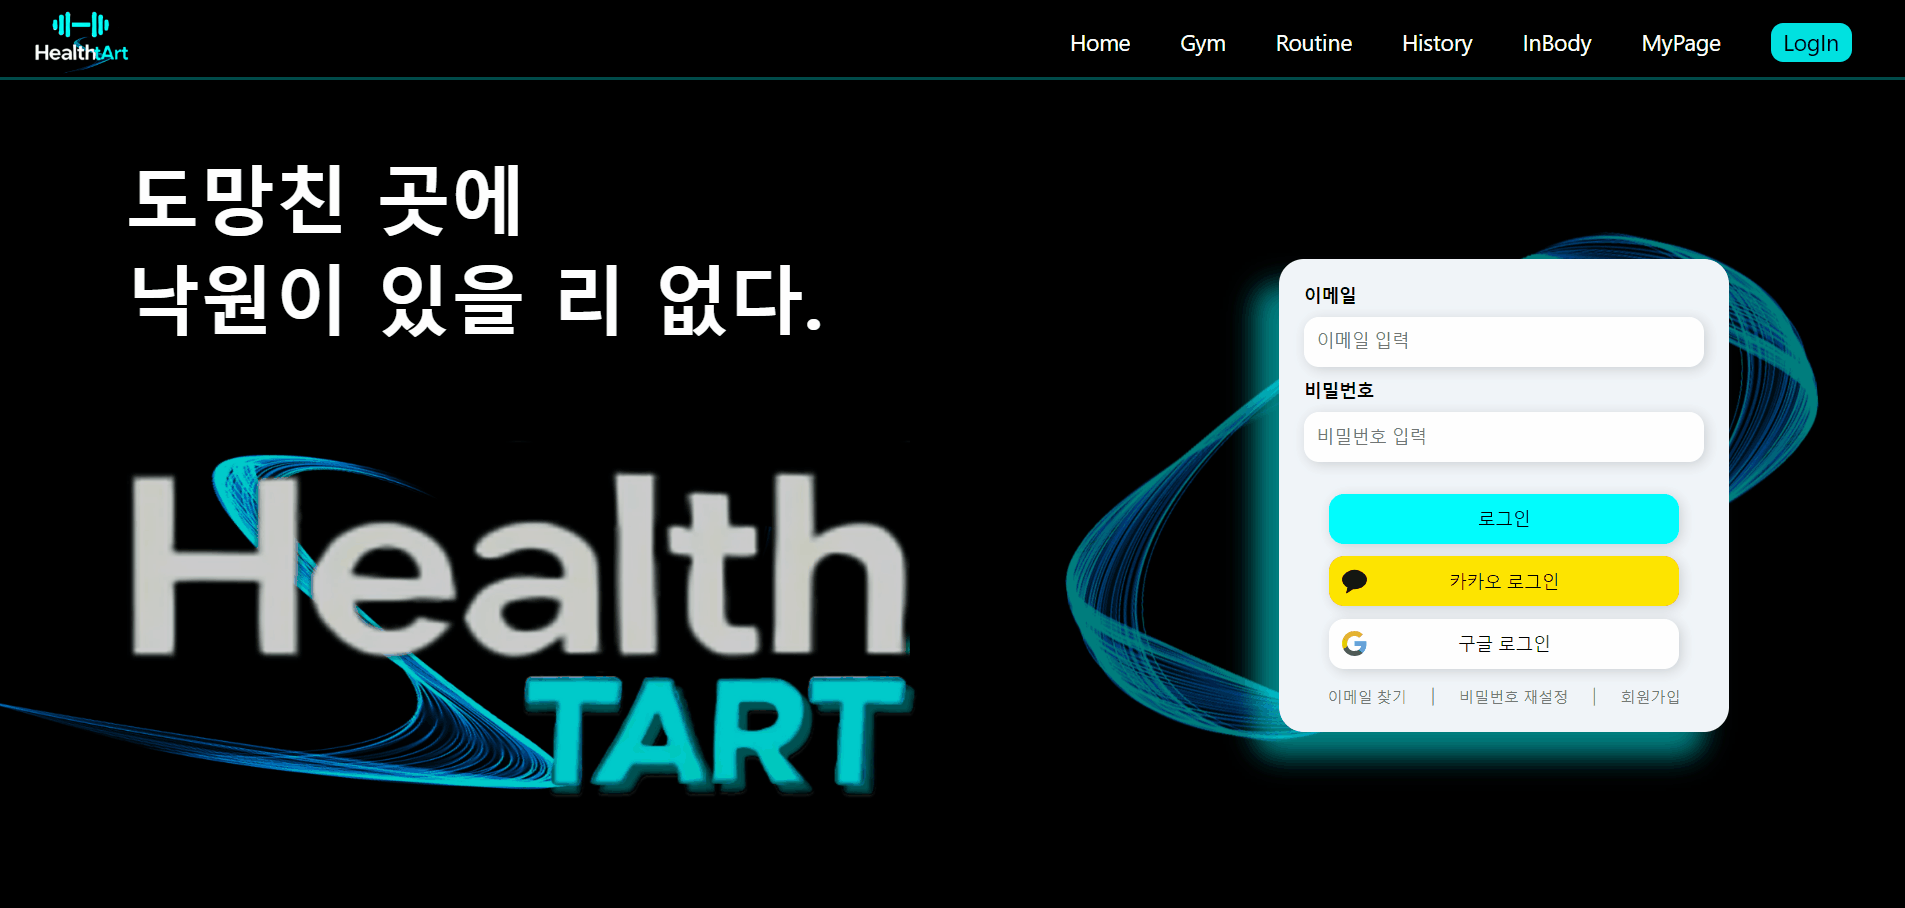 HealthtArt
Home Gym Routine History InBody MyPage LogIn
도망친 곳에
낙원이 있을 리 없다.
Health
TART
이메일
이메일 입력
비밀번호
비밀번호 입력
로그인
카카오 로그인
구글 로그인
이메일 찾기 | 비밀번호 재설정 | 회원가입